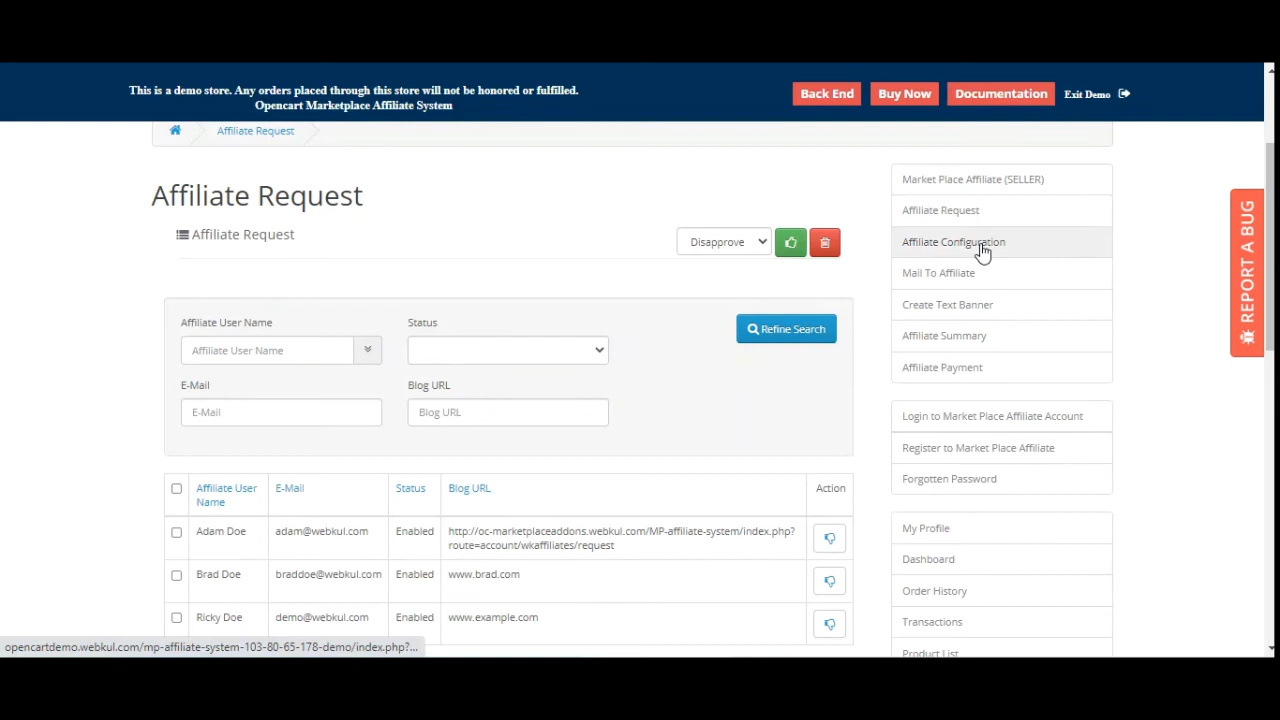 This is a demo store. Any orders placed through this store will not be honored or fulfilled.
Opencart Marketplace Affiliate System
Back End
Buy Now
Documentation
Exit Demo
Affiliate Request
Affiliate Request
Affiliate Request
Disapprove
Affiliate User Name
Affiliate User Name
Status
Refine Search
E-Mail
E-Mail
Blog URL
Blog URL
Affiliate User
Name
E-Mail
Status
Blog URL
Action
Adam Doe
adam@webkul.com
Enabled
http://oc-marketplaceaddons.webkul.com/MP-affiliate-system/index.php?
route=account/wkaffiliates/request
Brad Doe
braddoe@webkul.com
Enabled
www.brad.com
Ricky Doe
demo@webkul.com
Enabled
www.example.com
Market Place Affiliate (SELLER)
Affiliate Request
Affiliate Configuration
Mail To Affiliate
Create Text Banner
Affiliate Summary
Affiliate Payment
Login to Market Place Affiliate Account
Register to Market Place Affiliate
Forgotten Password
My Profile
Dashboard
Order History
Transactions
Product List
REPORT A BUG
opencartdemo.webkul.com/mp-affiliate-system-103-80-65-178-demo/index.php?...